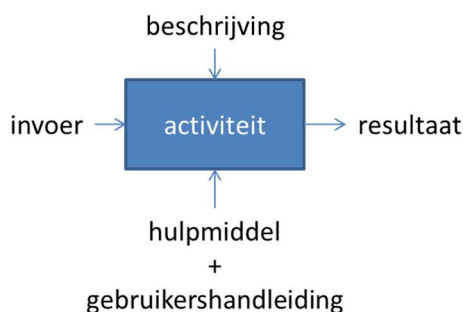 beschrijving
invoer
activiteit
resultaat
hulpmiddel
+
gebruikershandleiding